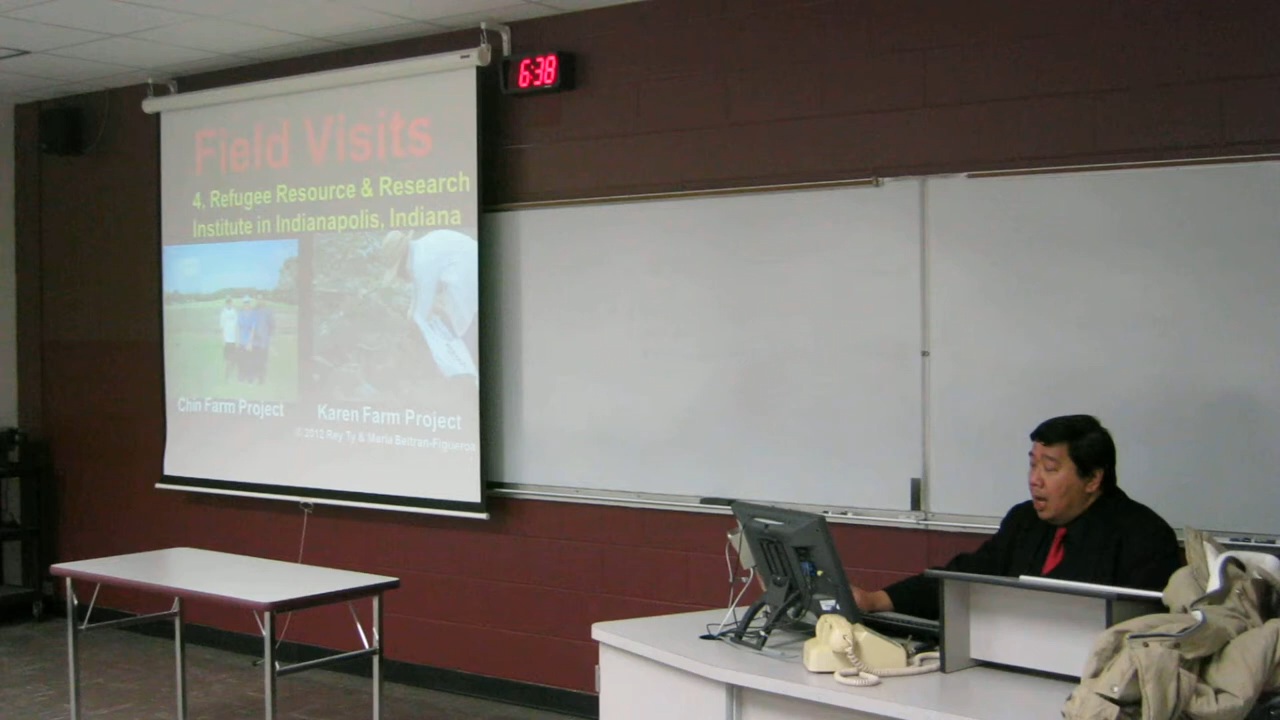 6:38
Field Visits
4. Refugee Resource & Research
Institute in Indianapolis, Indiana
Chin Farm Project
Karen Farm Project
© 2012 Rey Ty & Maria Beltran-Figueroa